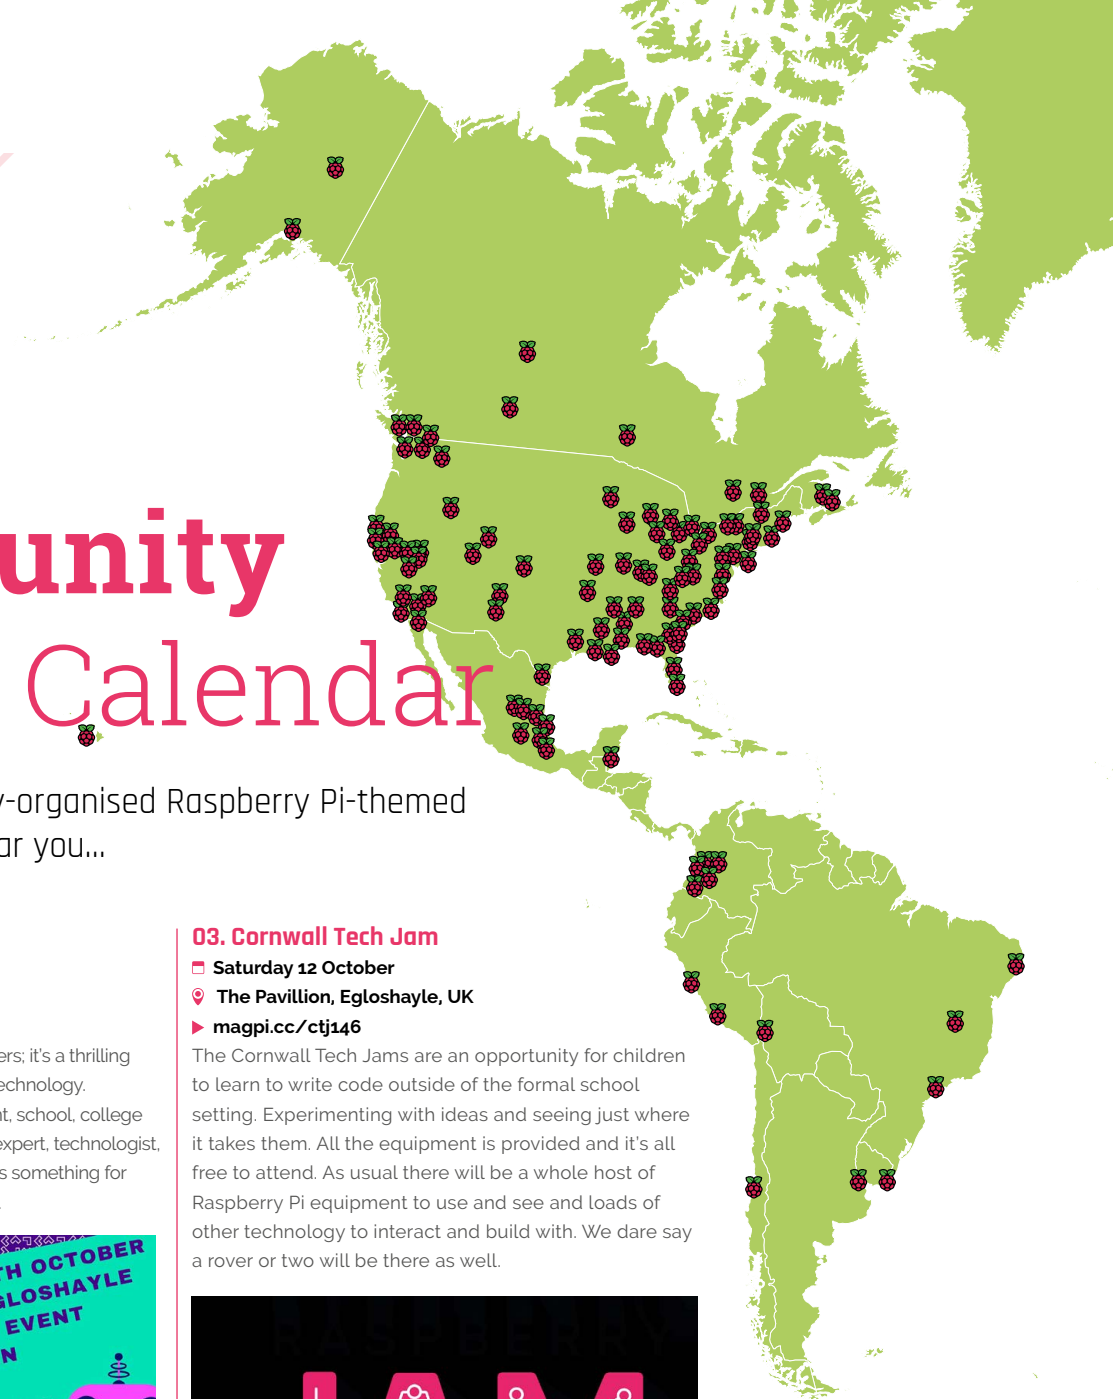 unity
Calendar
y-organised Raspberry Pi-themed
ar you...
ers; it's a thrilling
echnology.
nt, school, college
expert, technologist,
s something for
TH OCTOBER
GLOSHAYLE
EVENT
N
03. Cornwall Tech Jam
Saturday 12 October
The Pavillion, Egloshayle, UK
magpi.cc/ctj146
The Cornwall Tech Jams are an opportunity for children
to learn to write code outside of the formal school
setting. Experimenting with ideas and seeing just where
it takes them. All the equipment is provided and it's all
free to attend. As usual there will be a whole host of
Raspberry Pi equipment to use and see and loads of
other technology to interact and build with. We dare say
a rover or two will be there as well.
RASPBERRY
JAM